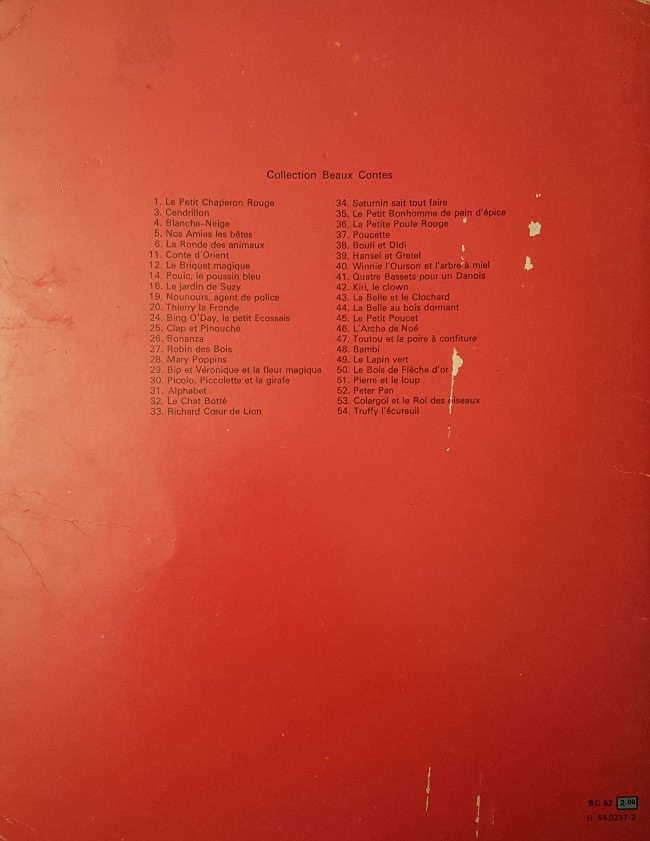 Collection Beaux Contes
1. Le Petit Chaperon Rouge
3. Cendrillon
4. Blanche-Neige
5. Nos Amies les bêtes
6. La Ronde des animaux
11. Conte d'Orient
12. Le Briquet magique
14. Pouic, le poussin bleu
18. Le jardin de Suzy
19. Nounours, agent de police
20. Thierry la Fronde
24. Bing O'Day, le petit Ecossais
25. Clap et Pinouche
26. Bonanza
27. Robin des Bois
28. Mary Poppins
29. Bip et Véronique et la fleur magique
30. Picolo, Piccolette et la girafe
31. Alphabet
32. Le Chat Botté
33. Richard Cœur de Lion
34. Saturnin sait tout faire
35. Le Petit Bonhomme de pain d'épice
36. La Petite Poule Rouge
37. Poucette
38. Bouli et Didi
39. Hansel et Gretel
40. Winnie l'Ourson et l'arbre à miel
41. Quatre Bassets pour un Danois
42. Kiri, le clown
43. La Belle et le Clochard
44. La Belle au bois dormant
45. Le Petit Poucet
46. L'Arche de Noé
47. Toutou et la poire à confiture
48. Bambi
49. Le Lapin vert
50. Le Bois de Flêche d'or
51. Pierre et le loup
52. Peter Pan
53. Colargol et le Roi des oiseaux
54. Truffy l'écureuil
BC 52 2,00
H. 55.0237-2